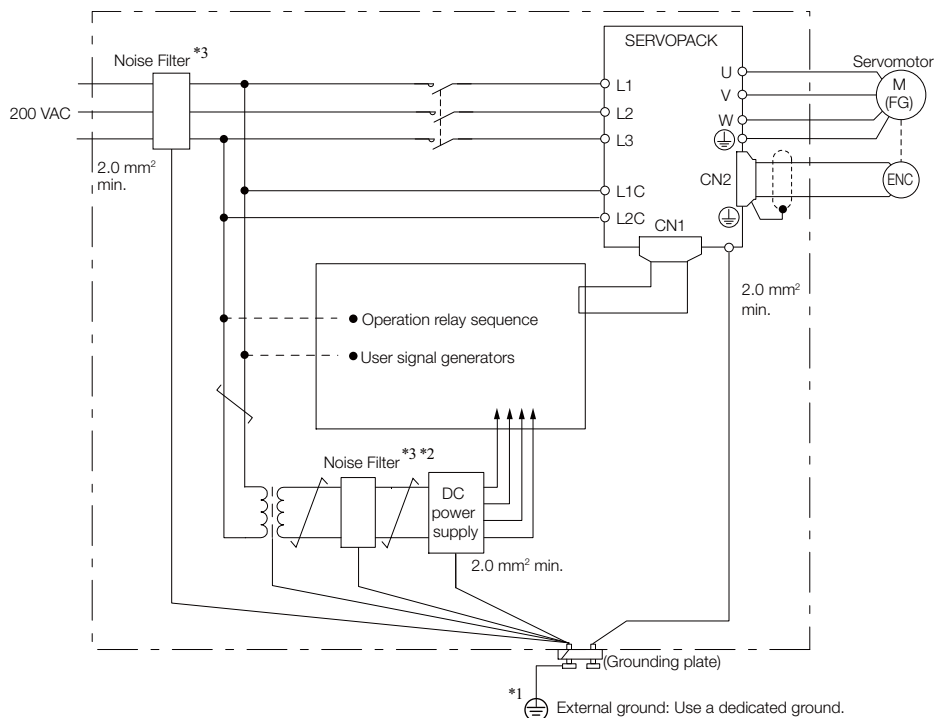 SERVOPACK
Noise Filter *3
Servomotor
U
M
(FG)
L1
V
200 VAC
L2
W
L3
2.0 mm² min.
CN2
ENC
L1C
L2C
CN1
2.0 mm² min.
Operation relay sequence
User signal generators
Noise Filter *3 *2
DC power supply
2.0 mm² min.
(Grounding plate)
*1
External ground: Use a dedicated ground.